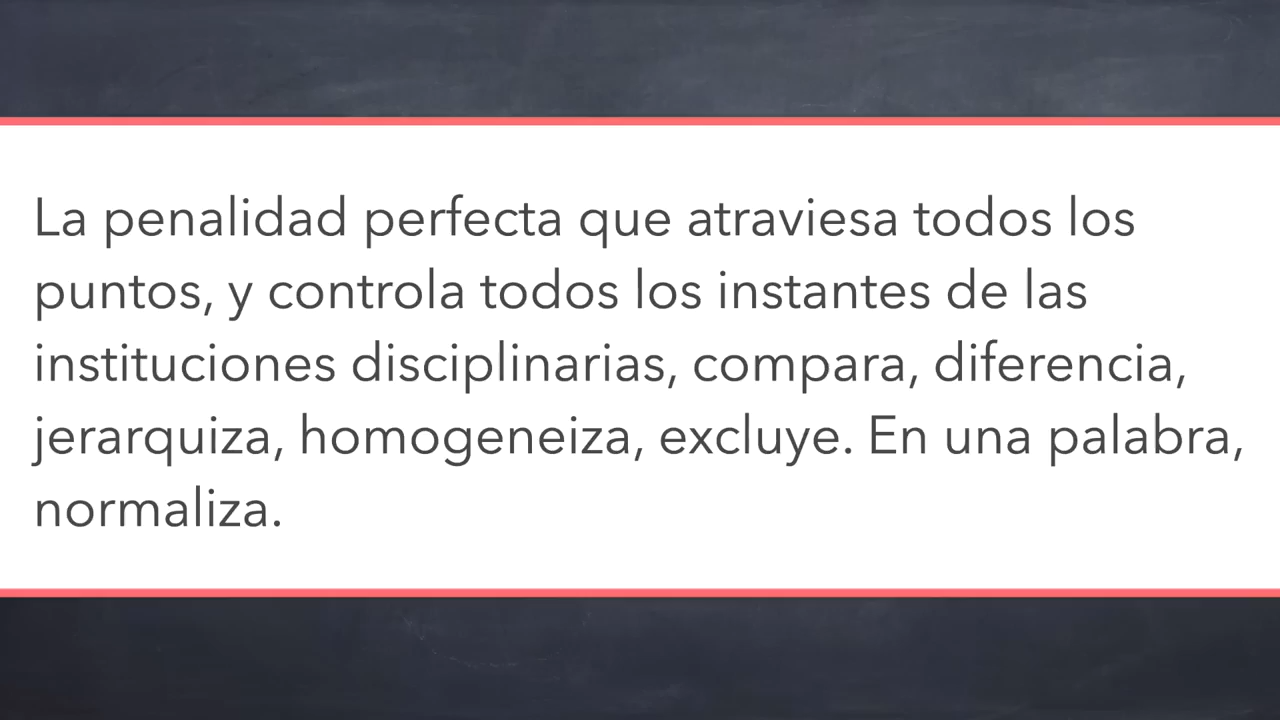 La penalidad perfecta que atraviesa todos los
puntos, y controla todos los instantes de las
instituciones disciplinarias, compara, diferencia,
jerarquiza, homogeneiza, excluye. En una palabra,
normaliza.